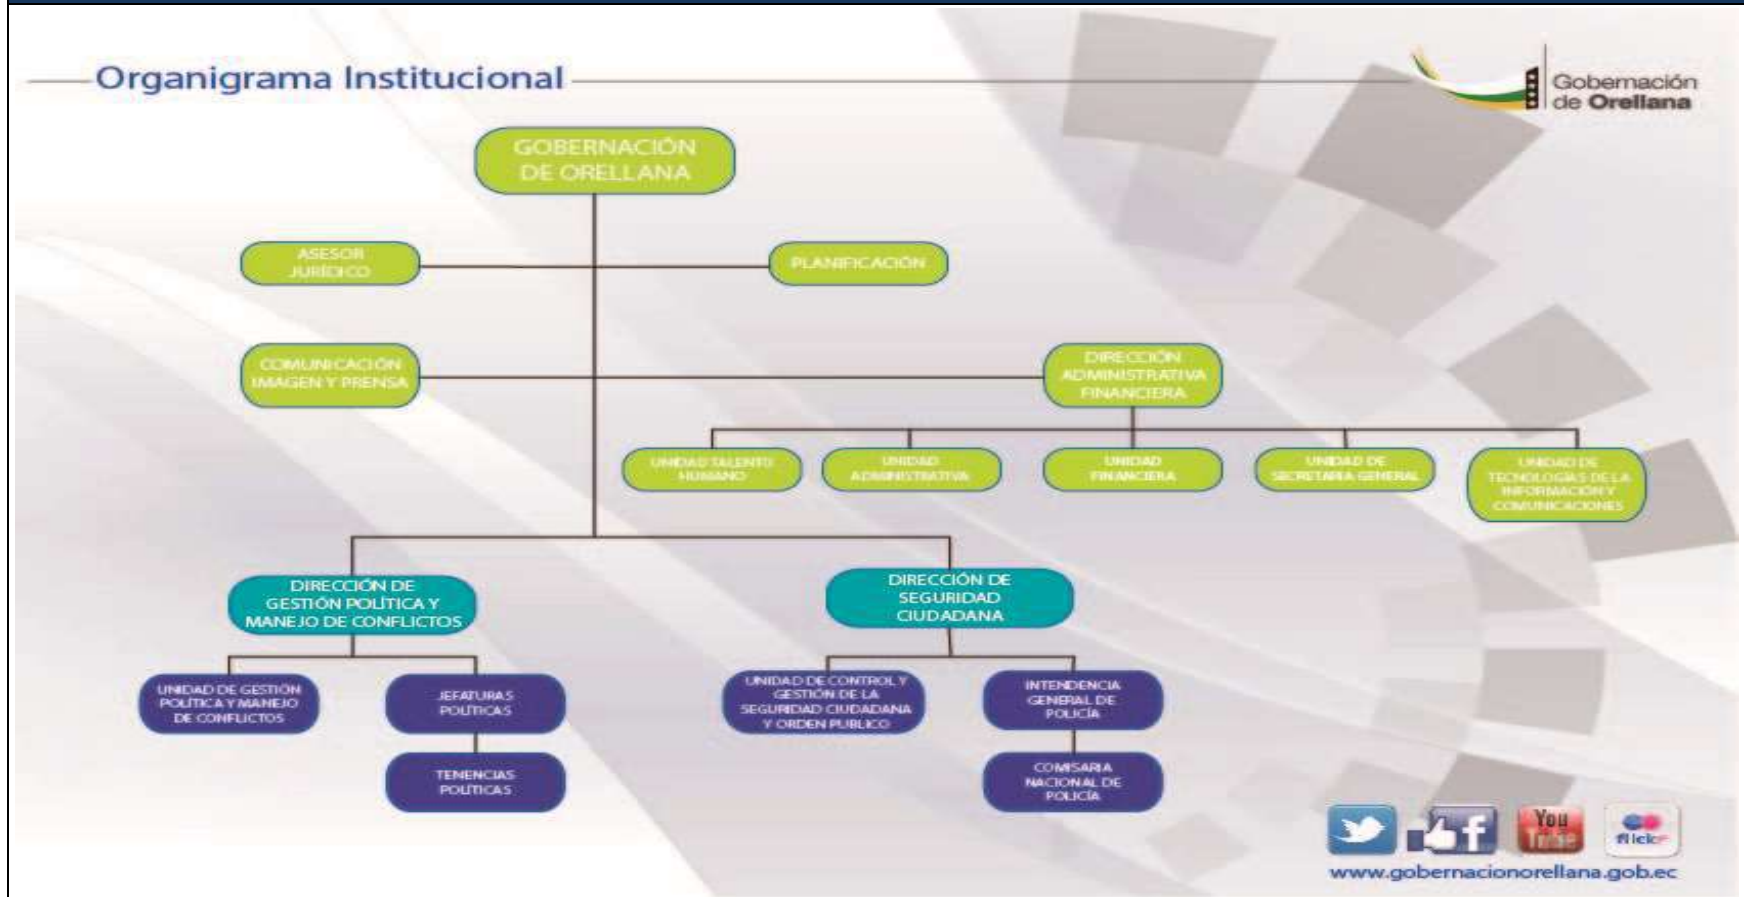 Organigrama Institucional
Gobernación
de Orellana
GOBERNACIÓN
DE ORELLANA
ASESOR
JURÍDICO
PLANIFICACIÓN
COMUNICACIÓN
IMAGEN Y PRENSA
DIRECCIÓN
ADMINISTRATIVA
FINANCIERA
UNIDAD TALENTO
HUMANO
UNIDAD
ADMINISTRATIVA
UNIDAD
FINANCIERA
UNIDAD DE
SECRETARIA GENERAL
UNIDAD DE
TECNOLOGÍAS DE LA
INFORMACIÓN Y
COMUNICACIONES
DIRECCIÓN DE
GESTIÓN POLÍTICA Y
MANEJO DE CONFLICTOS
DIRECCIÓN DE
SEGURIDAD
CIUDADANA
UNIDAD DE GESTIÓN
POLÍTICA Y MANEJO
DE CONFLICTOS
JEFATURAS
POLÍTICAS
UNIDAD DE CONTROL Y
GESTIÓN DE LA
SEGURIDAD CIUDADANA
Y ORDEN PUBLICO
INTENDENCIA
GENERAL DE
POLICÍA
TENENCIAS
POLÍTICAS
COMISARIA
NACIONAL DE
POLICÍA
You
Tube
flickr
www.gobernacionorellana.gob.ec